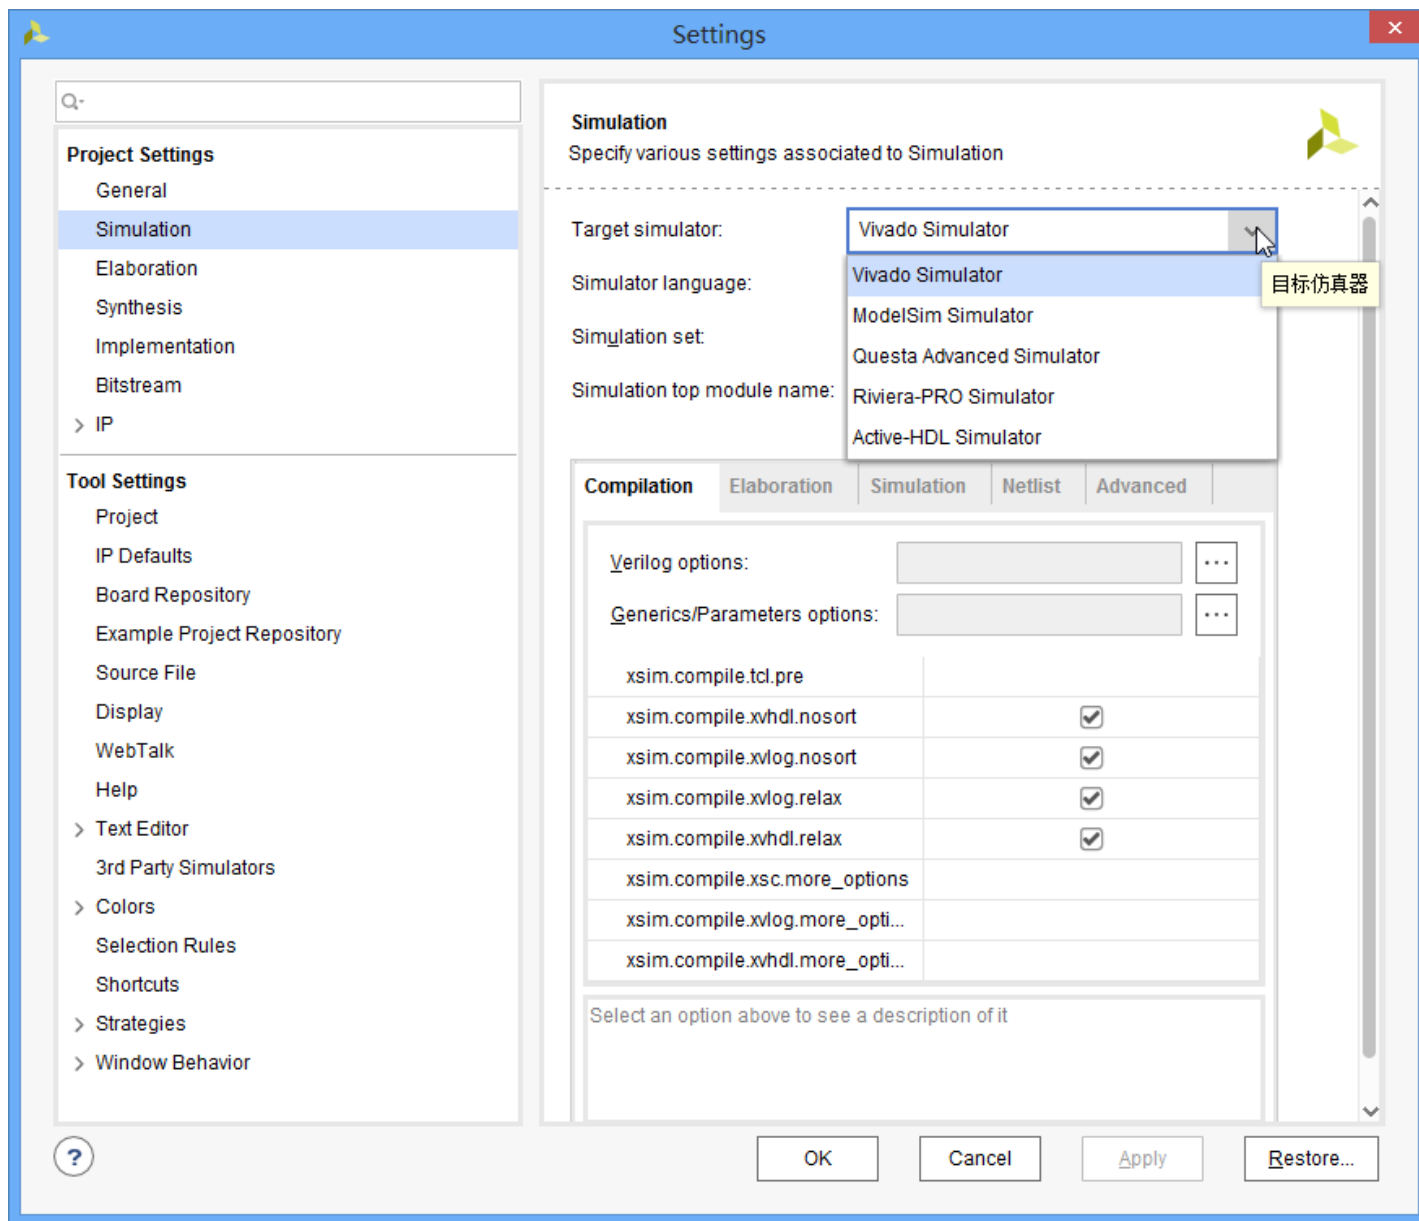 Settings
Project Settings
General
Simulation
Elaboration
Synthesis
Implementation
Bitstream
IP
Tool Settings
Project
IP Defaults
Board Repository
Example Project Repository
Source File
Display
WebTalk
Help
Text Editor
3rd Party Simulators
Colors
Selection Rules
Shortcuts
Strategies
Window Behavior
Simulation
Specify various settings associated to Simulation
Target simulator: Vivado Simulator
Simulator language:
Simulation set:
Simulation top module name:
Vivado Simulator
ModelSim Simulator
Questa Advanced Simulator
Riviera-PRO Simulator
Active-HDL Simulator
目标仿真器
Compilation Elaboration Simulation Netlist Advanced
Verilog options: ...
Generics/Parameters options: ...
xsim.compile.tcl.pre
xsim.compile.xvhdl.nosort
xsim.compile.xvlog.nosort
xsim.compile.xvlog.relax
xsim.compile.xvhdl.relax
xsim.compile.xsc.more_options
xsim.compile.xvlog.more_opti...
xsim.compile.xvhdl.more_opti...
Select an option above to see a description of it
? OK Cancel Apply Restore...